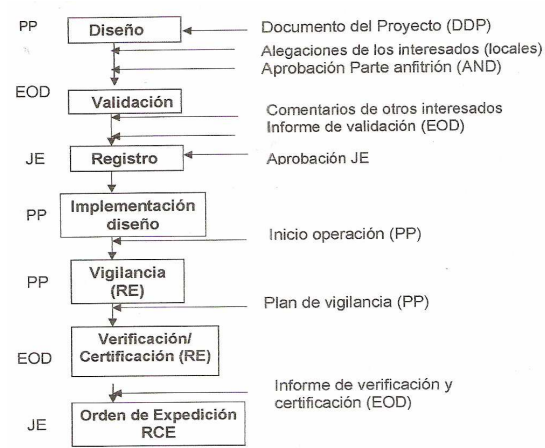 PP
Diseño
Documento del Proyecto (DDP)
Alegaciones de los interesados (locales)
Aprobación Parte anfitrión (AND)
EOD
Validación
Comentarios de otros interesados
Informe de validación (EOD)
JE
Registro
Aprobación JE
PP
Implementación
diseño
Inicio operación (PP)
PP
Vigilancia
(RE)
Plan de vigilancia (PP)
EOD
Verificación/
Certificación (RE)
Informe de verificación y
certificación (EOD)
JE
Orden de Expedición
RCE